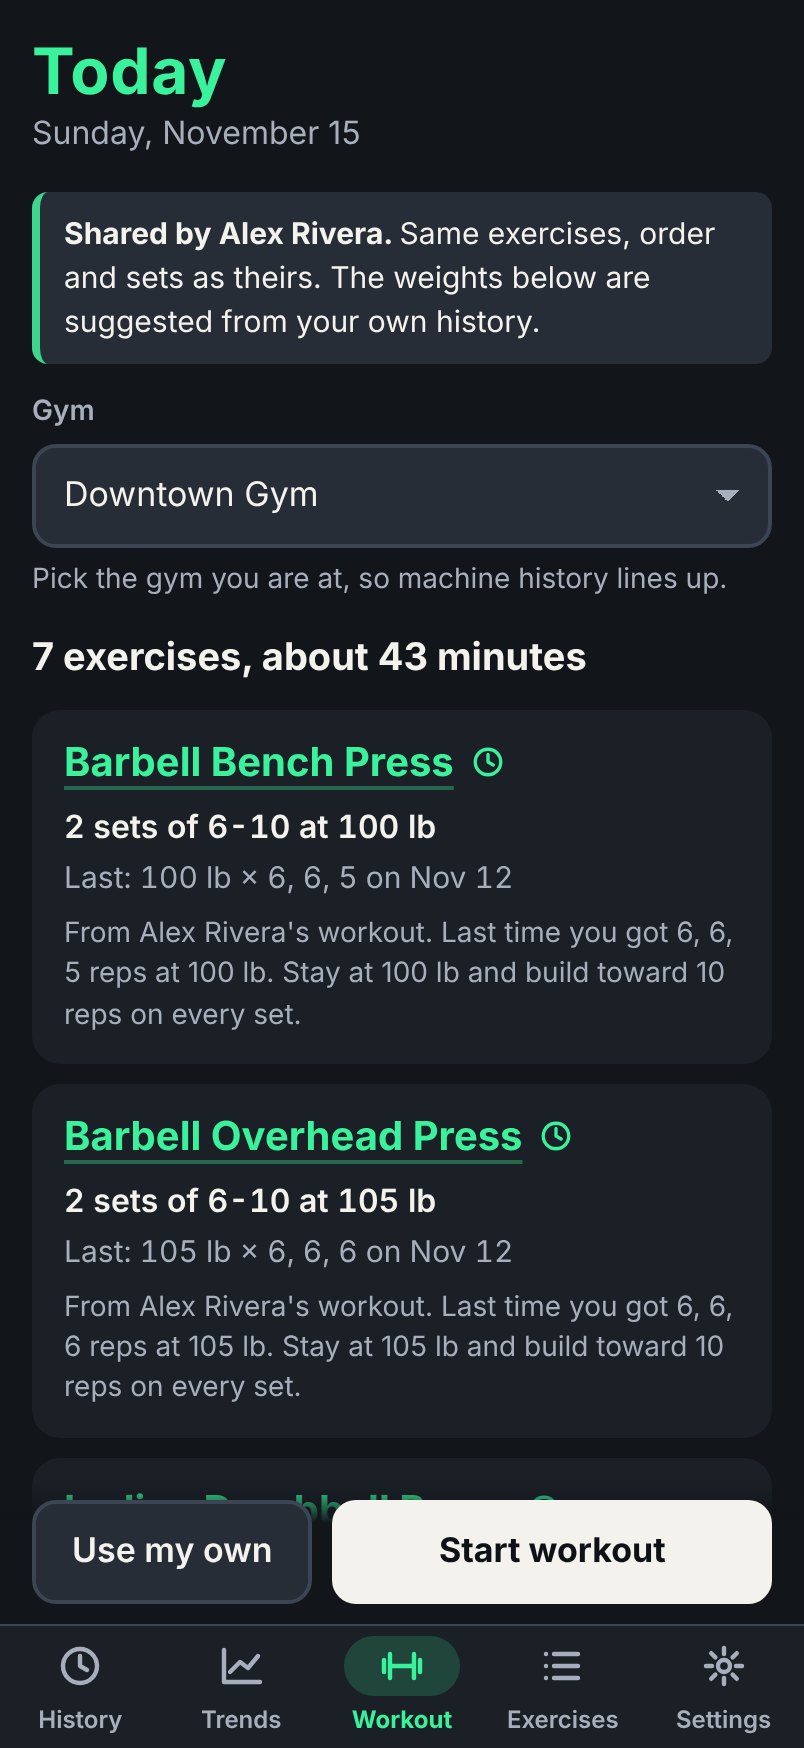 Today
Sunday, November 15
Shared by Alex Rivera. Same exercises, order
and sets as theirs. The weights below are
suggested from your own history.
Gym
Downtown Gym
Pick the gym you are at, so machine history lines up.
7 exercises, about 43 minutes
Barbell Bench Press
2 sets of 6-10 at 100 lb
Last: 100 lb × 6, 6, 5 on Nov 12
From Alex Rivera's workout. Last time you got 6, 6,
5 reps at 100 lb. Stay at 100 lb and build toward 10
reps on every set.
Barbell Overhead Press
2 sets of 6-10 at 105 lb
Last: 105 lb × 6, 6, 6 on Nov 12
From Alex Rivera's workout. Last time you got 6, 6,
6 reps at 105 lb. Stay at 105 lb and build toward 10
reps on every set.
Use my own
Start workout
History
Trends
Workout
Exercises
Settings